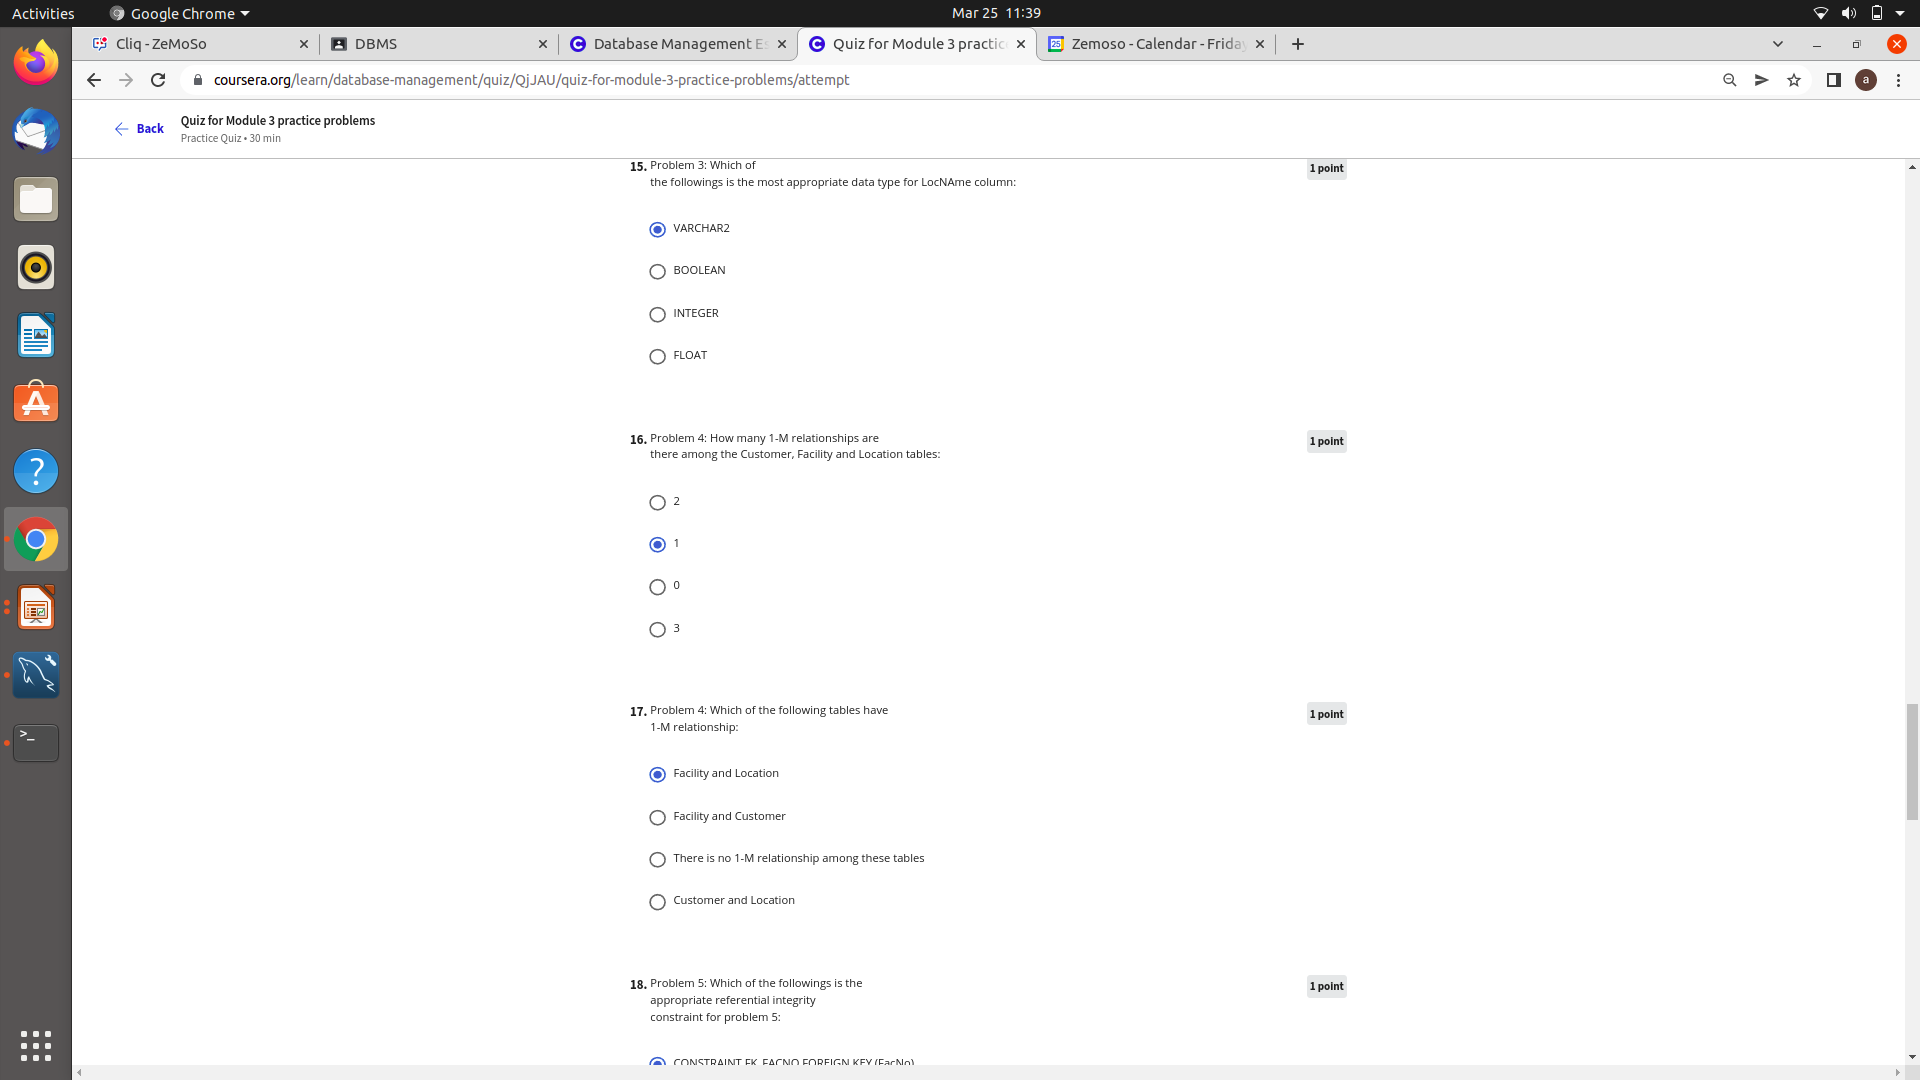 Activities
Google Chrome
Mar 25 11:39
Cliq - ZeMoSo
DBMS
Database Management Es
Quiz for Module 3 practic
25
Zemoso - Calendar - Friday
coursera.org/learn/database-management/quiz/QjJAU/quiz-for-module-3-practice-problems/attempt
a
Back
Quiz for Module 3 practice problems
Practice Quiz • 30 min
15. Problem 3: Which of
the followings is the most appropriate data type for LocNAme column:
1 point
VARCHAR2
BOOLEAN
INTEGER
FLOAT
16. Problem 4: How many 1-M relationships are
there among the Customer, Facility and Location tables:
1 point
2
1
0
3
17. Problem 4: Which of the following tables have
1-M relationship:
1 point
Facility and Location
Facility and Customer
There is no 1-M relationship among these tables
Customer and Location
18. Problem 5: Which of the followings is the
appropriate referential integrity
constraint for problem 5:
1 point
CONSTRAINT FK_FACNO FOREIGN KEY (FacNo)